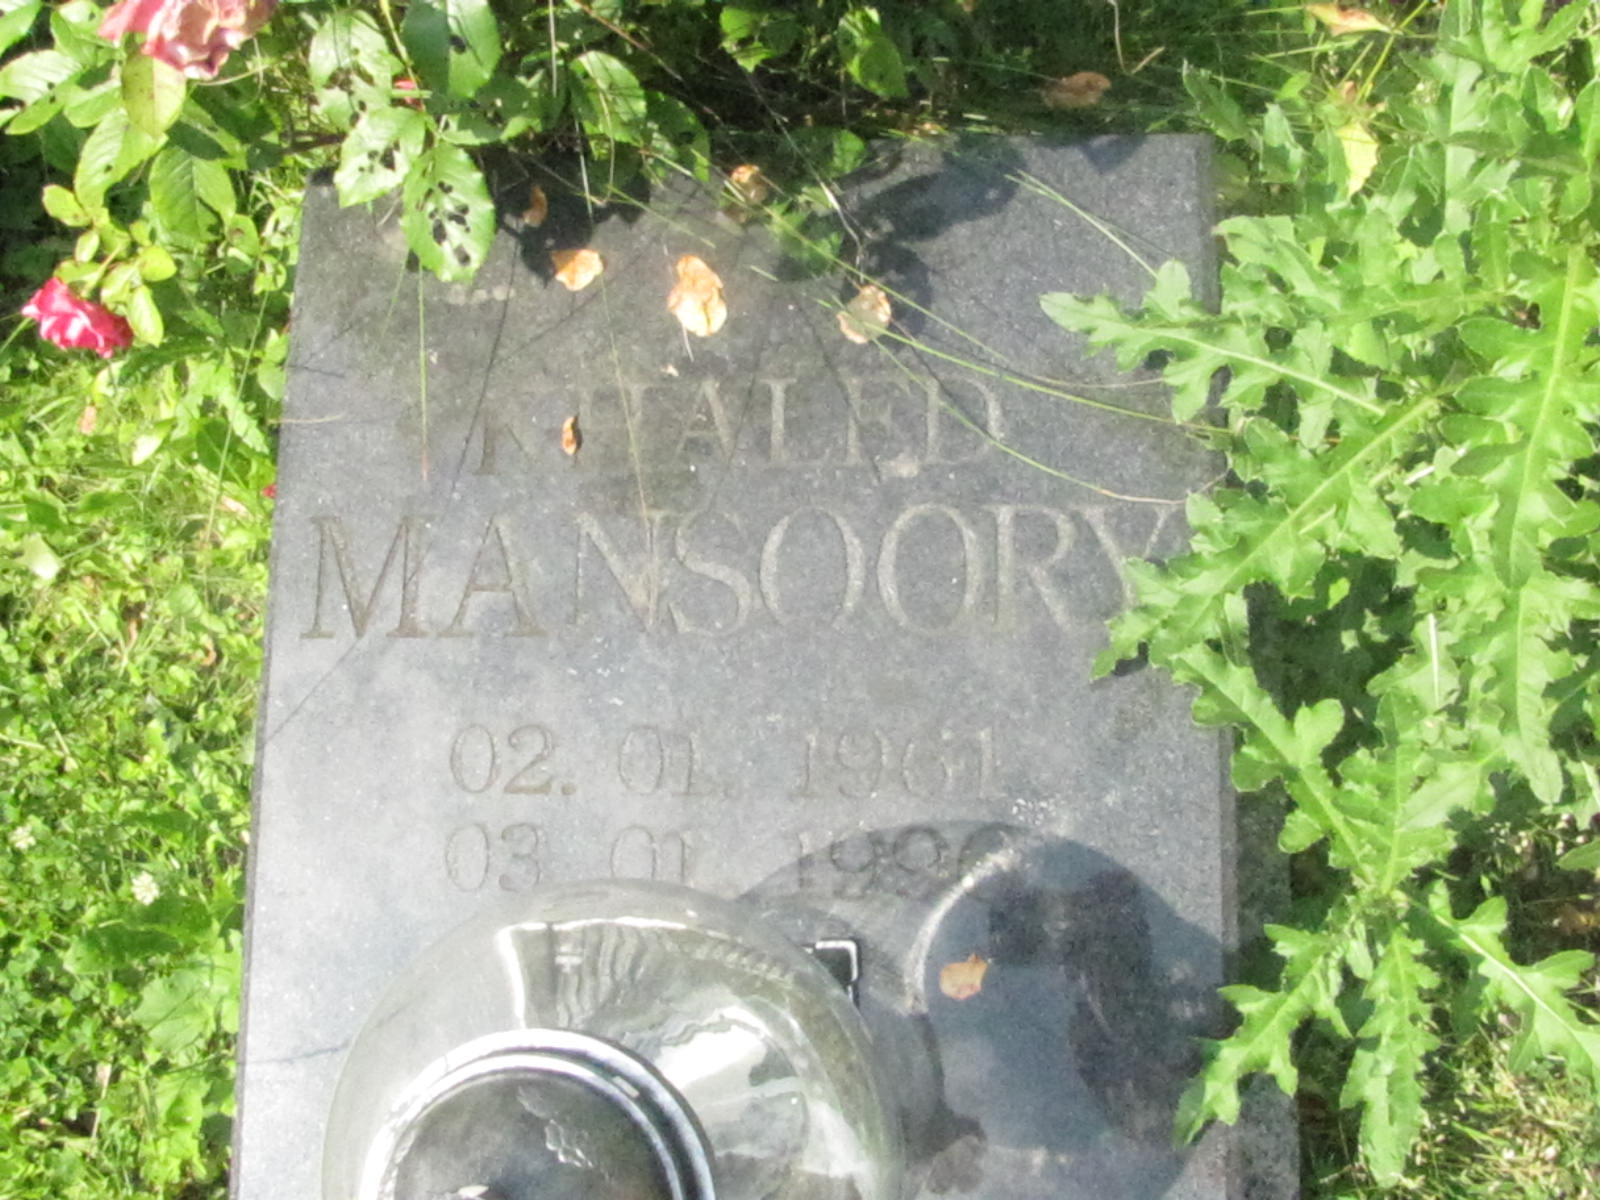 KHALED
MANSOORY
02. 01. 1961
03. 01.